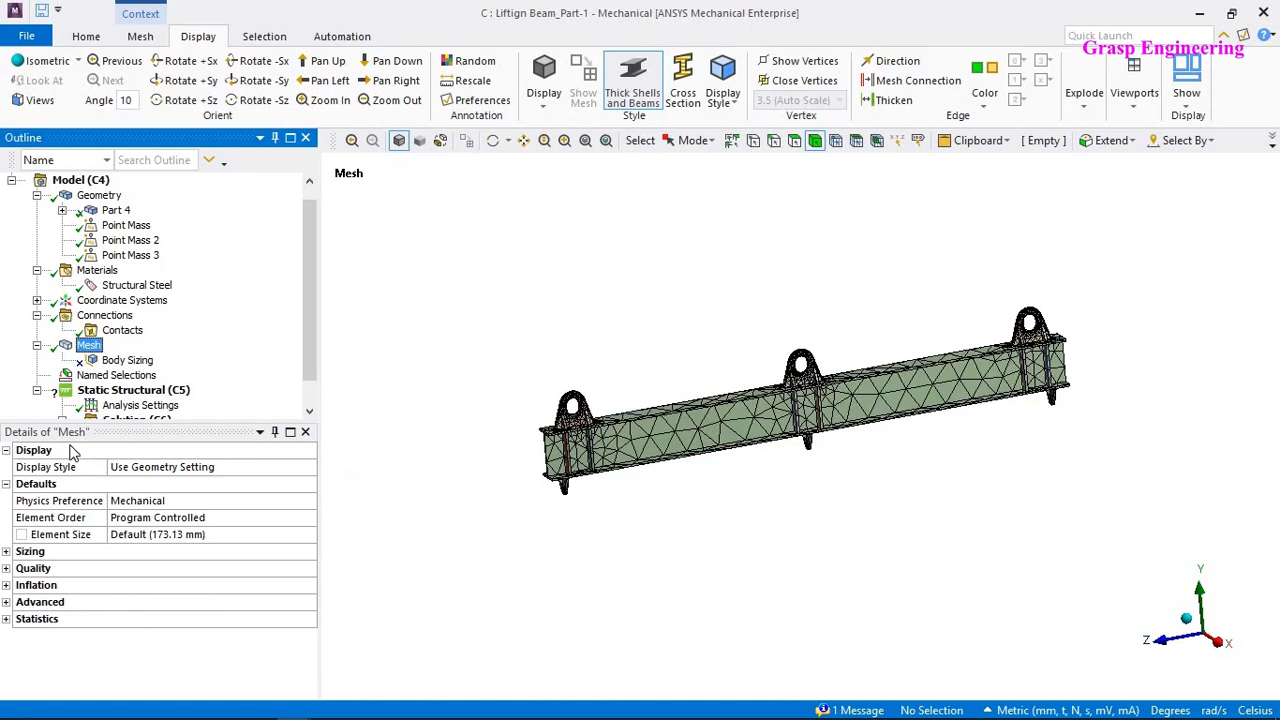 C : Liftign Beam_Part-1 - Mechanical [ANSYS Mechanical Enterprise]
Context
File Home Mesh Display Selection Automation Quick Launch
Grasp Engineering
Isometric Previous Rotate +Sx Rotate -Sx Pan Up Pan Down Random Show Vertices Direction
Look At Next Rotate +Sy Rotate -Sy Pan Left Pan Right Rescale Close Vertices Mesh Connection
Views Angle 10 Rotate +Sz Rotate -Sz Zoom In Zoom Out Preferences 3.5 (Auto Scale) Thicken
Display Show Mesh Thick Shells and Beams Cross Section Display Style Color Explode Viewports Show
Orient Annotation Style Vertex Edge Display
Outline
Name Search Outline
Select Mode Clipboard [ Empty ] Extend Select By
Model (C4)
Geometry
Part 4
Point Mass
Point Mass 2
Point Mass 3
Materials
Structural Steel
Coordinate Systems
Connections
Contacts
Mesh
Body Sizing
Named Selections
Static Structural (C5)
Analysis Settings
Solution (C6)
Details of "Mesh"
Display
Display Style Use Geometry Setting
Defaults
Physics Preference Mechanical
Element Order Program Controlled
Element Size Default (173.13 mm)
Sizing
Quality
Inflation
Advanced
Statistics
Mesh
Y
Z
X
1 Message No Selection Metric (mm, t, N, s, mV, mA) Degrees rad/s Celsius